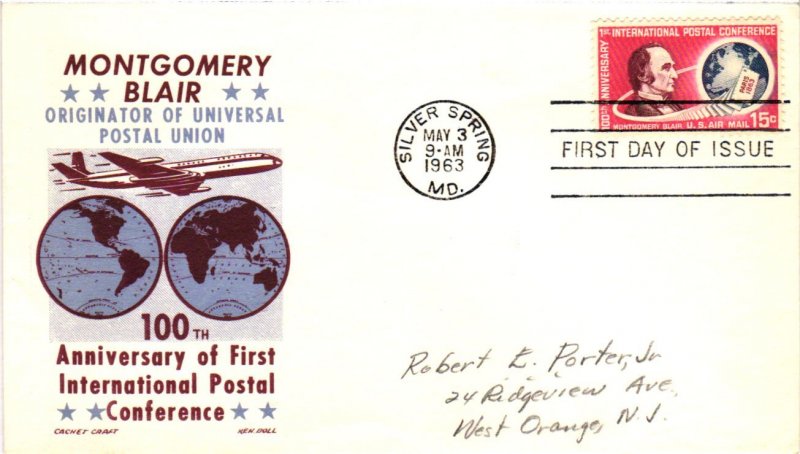 MONTGOMERY
BLAIR
ORIGINATOR OF UNIVERSAL
POSTAL UNION
100TH
Anniversary of First
International Postal
Conference
CACHET CRAFT KEN BOLL
SILVER SPRING
MAY 3
9-AM
1963
MD.
1ST INTERNATIONAL POSTAL CONFERENCE
100TH ANNIVERSARY
PARIS
1863
MONTGOMERY BLAIR U.S. AIR MAIL 15c
FIRST DAY OF ISSUE
Robert E. Porter, Jr
24 Ridgeview Ave.,
West Orange, N.J.